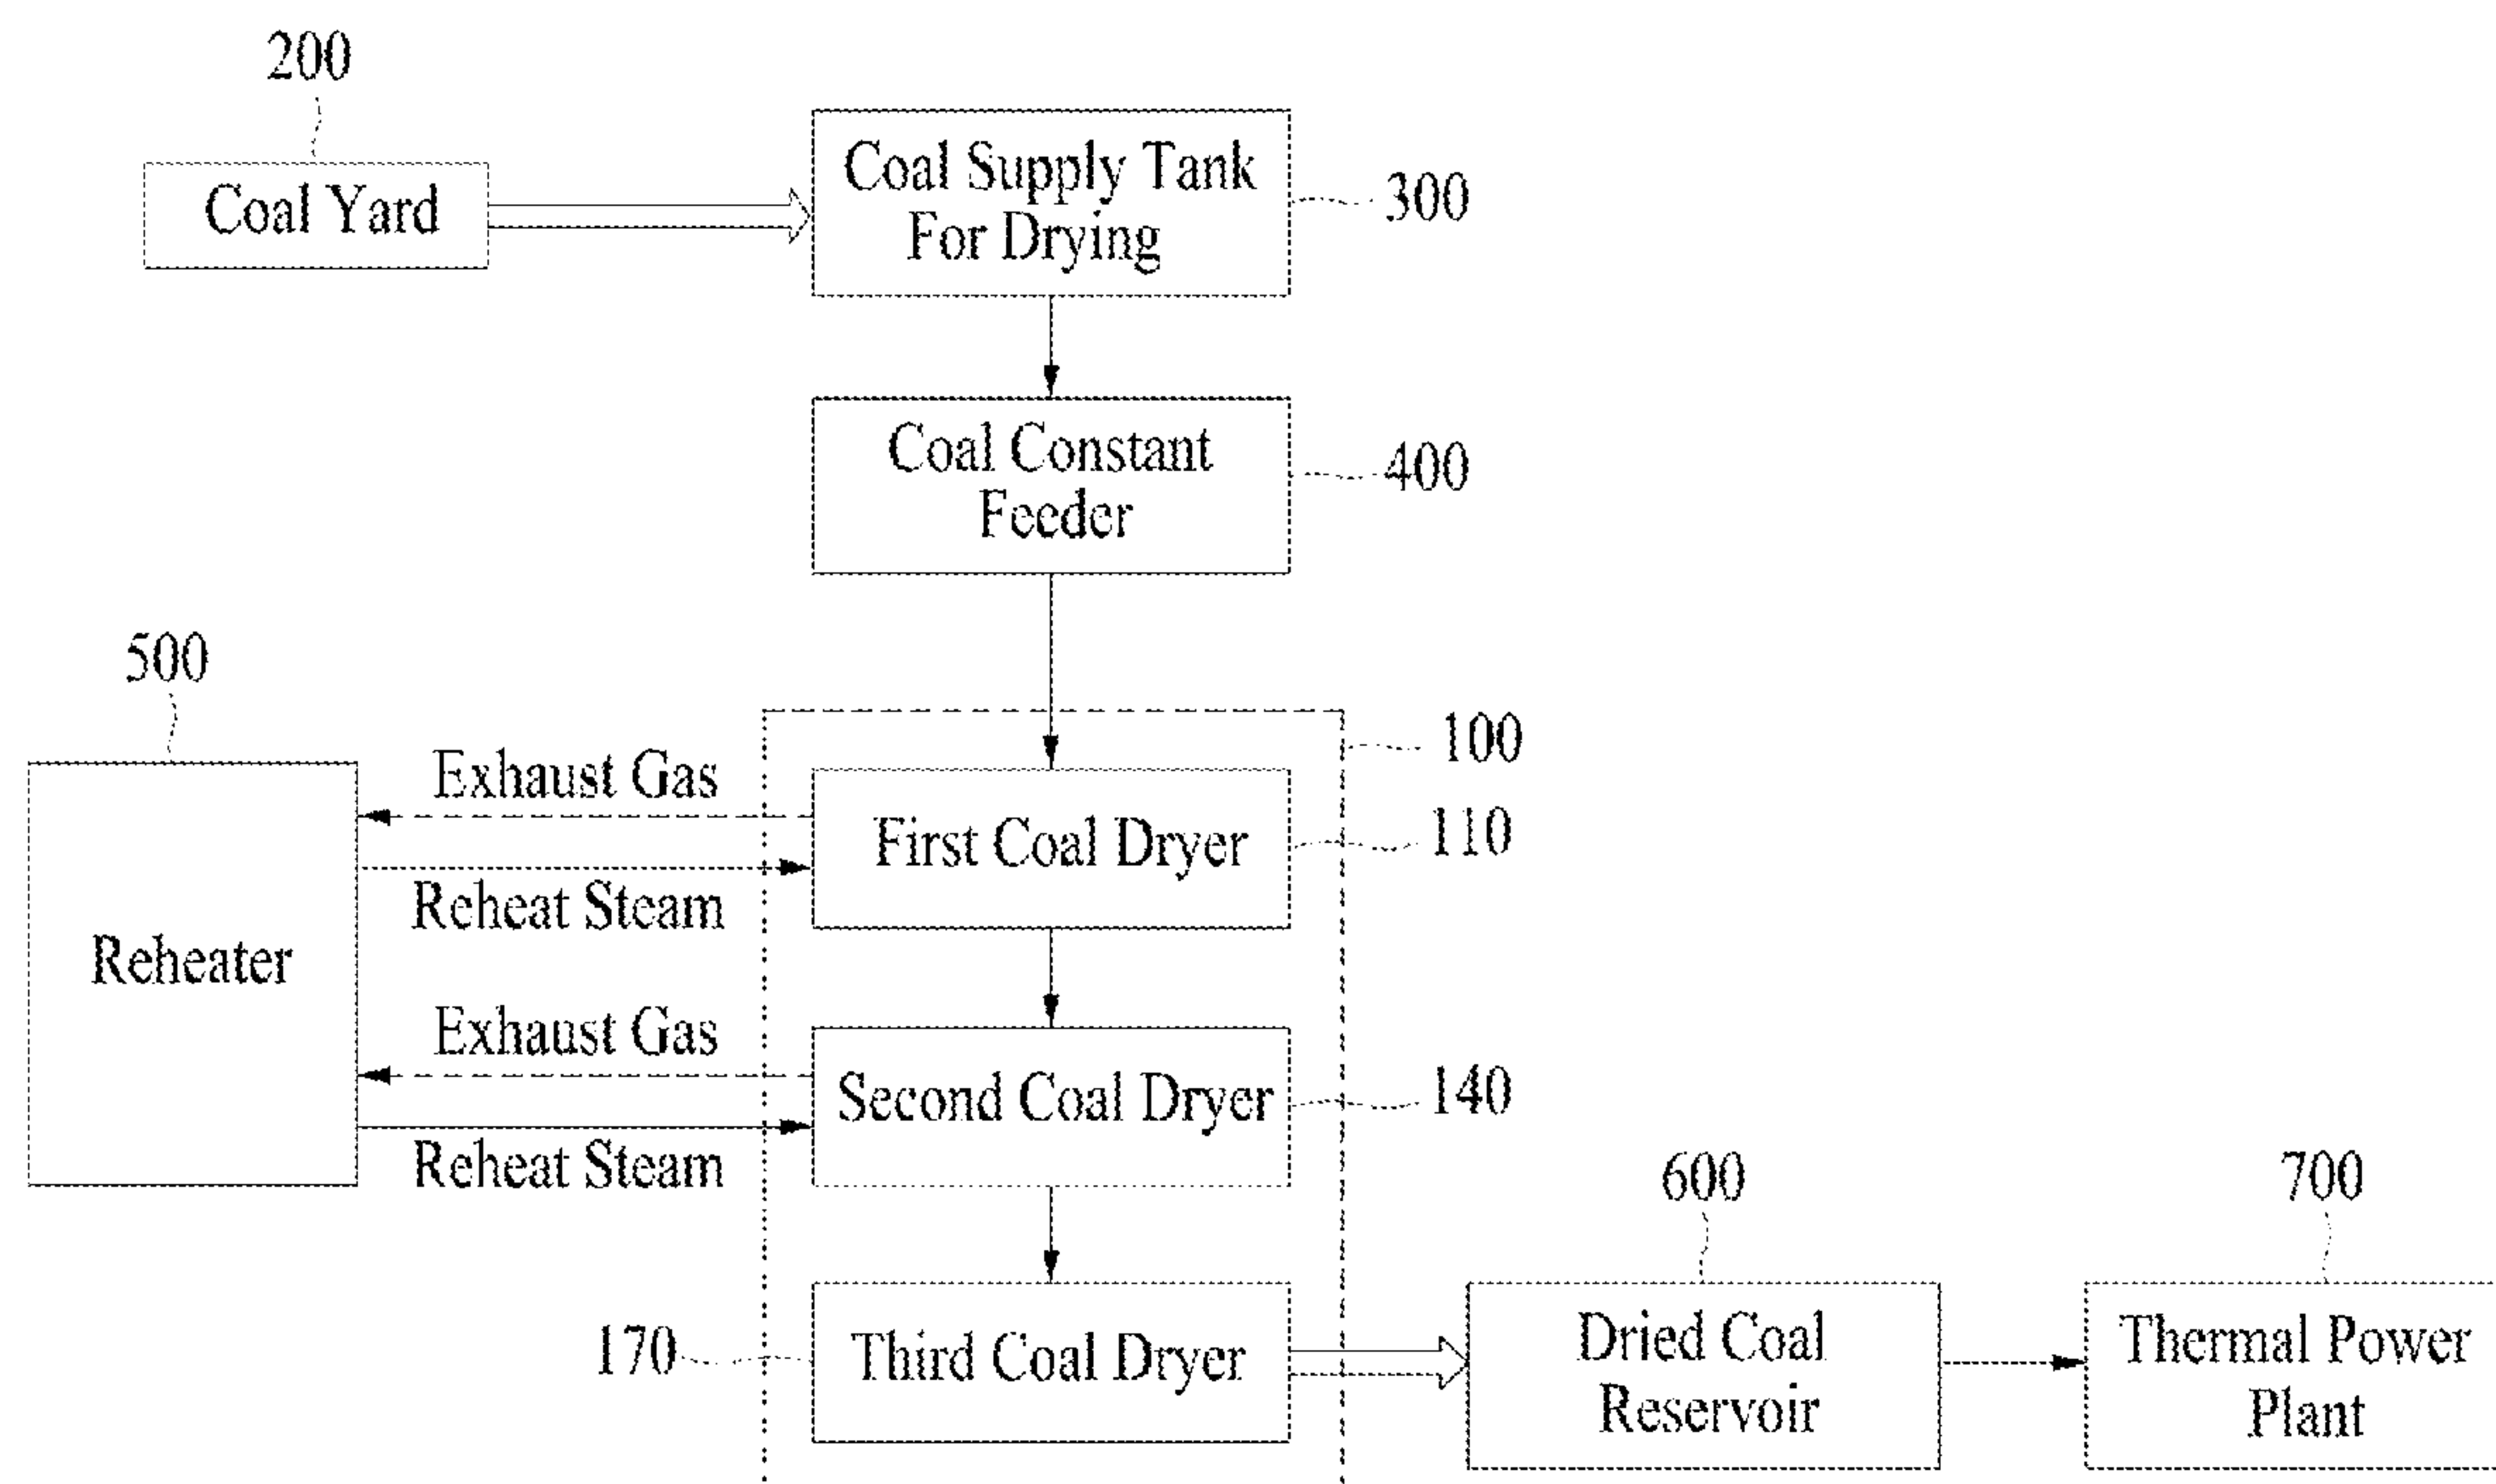 200
Coal Yard
Coal Supply Tank
For Drying
300
Coal Constant
Feeder
400
500
Reheater
Exhaust Gas
Reheat Steam
100
First Coal Dryer
110
Exhaust Gas
Reheat Steam
Second Coal Dryer
140
170
Third Coal Dryer
600
Dried Coal
Reservoir
700
Thermal Power
Plant